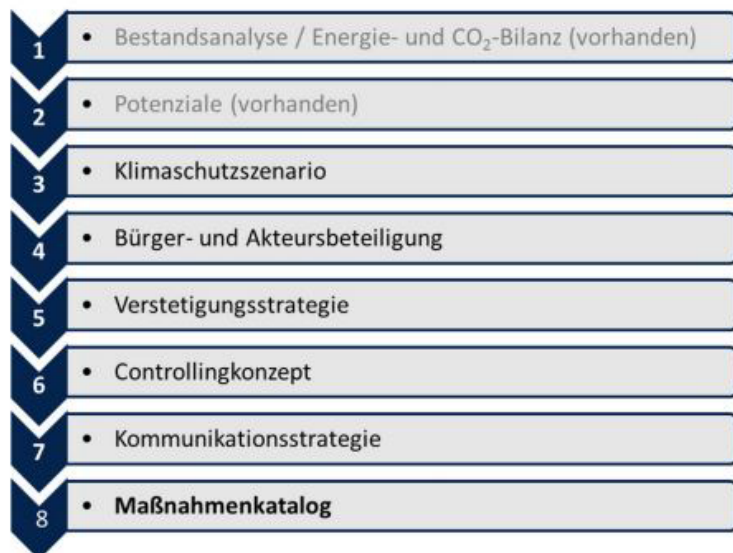 1 • Bestandsanalyse / Energie- und CO₂-Bilanz (vorhanden)
2 • Potenziale (vorhanden)
3 • Klimaschutzszenario
4 • Bürger- und Akteursbeteiligung
5 • Verstetigungsstrategie
6 • Controllingkonzept
7 • Kommunikationsstrategie
8 • Maßnahmenkatalog